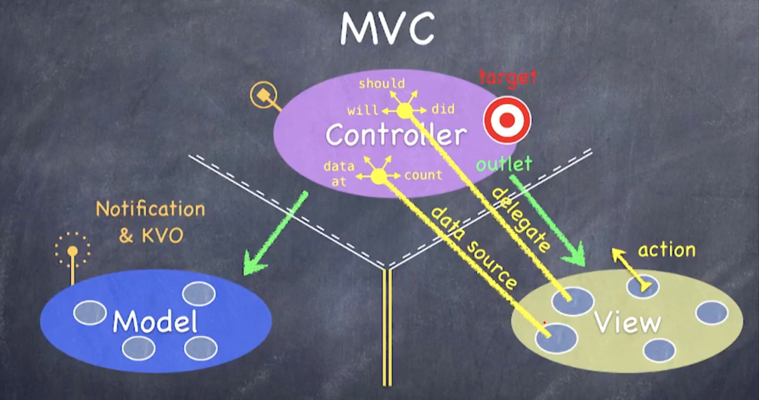 MVC
should
target
will
did
Controller
data
at
count
outlet
Notification
& KVO
delegate
data source
action
Model
View